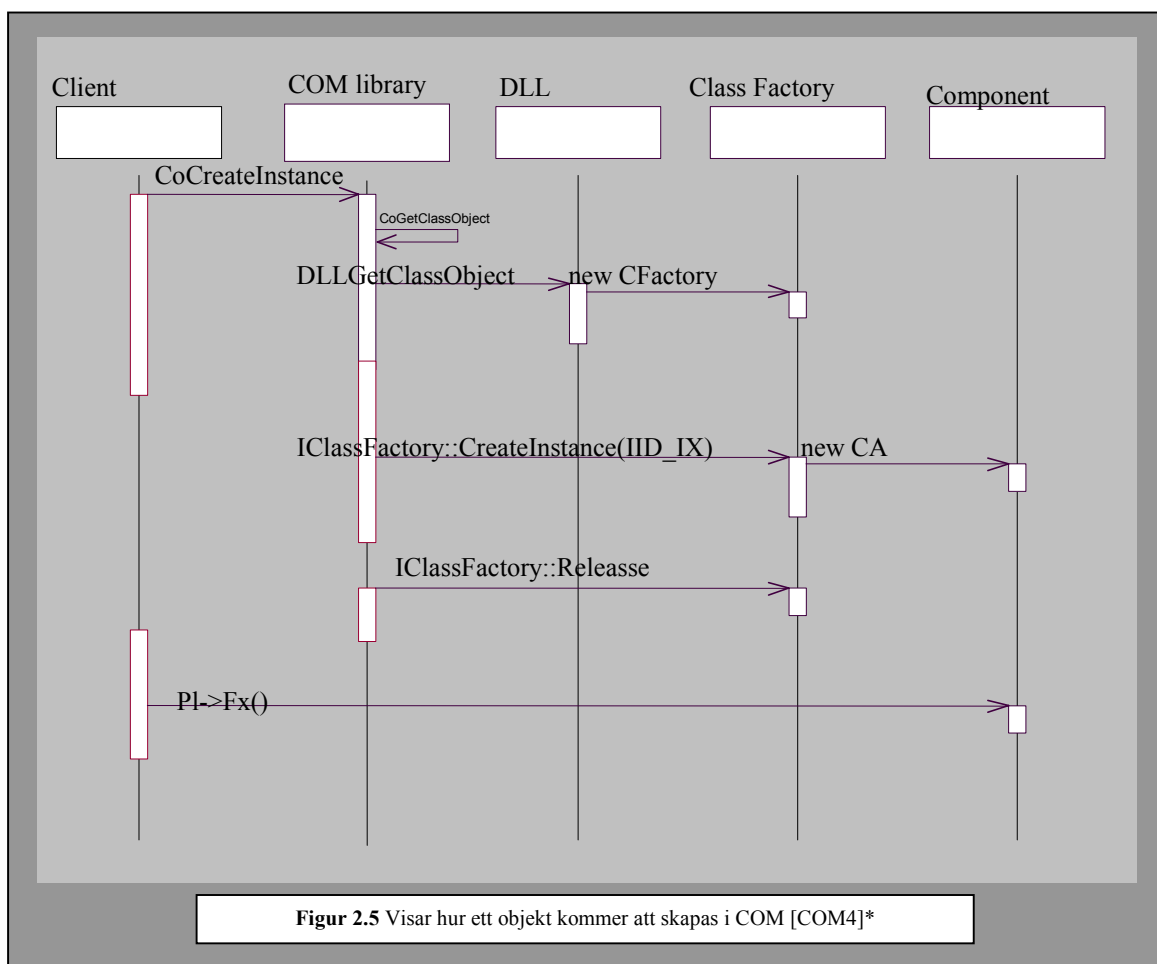 Client
COM library
DLL
Class Factory
Component
CoCreateInstance
CoGetClassObject
DLLGetClassObject
new CFactory
IClassFactory::CreateInstance(IID_IX)
new CA
IClassFactory::Releasse
Pl->Fx()
Figur 2.5 Visar hur ett objekt kommer att skapas i COM [COM4]*